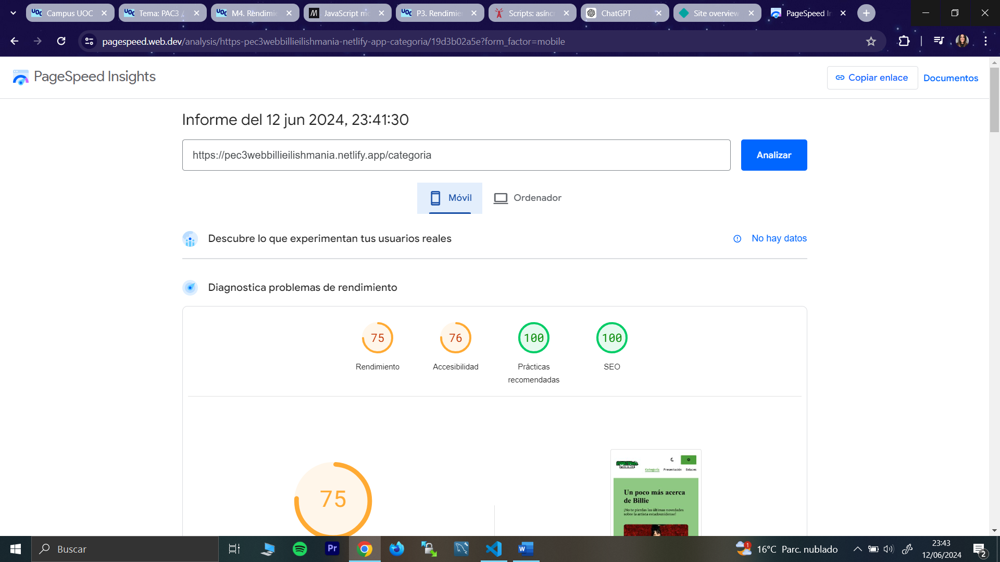 Campus UOC
Tema: PAC3 /
M4. Rendimie
JavaScript mo
P3. Rendimie
Scripts: asínc
ChatGPT
Site overview
PageSpeed In
pagespeed.web.dev/analysis/https-pec3webbillieilishmania-netlify-app-categoria/19d3b02a5e?form_factor=mobile
PageSpeed Insights
Copiar enlace
Documentos
Informe del 12 jun 2024, 23:41:30
https://pec3webbillieilishmania.netlify.app/categoria
Analizar
Móvil
Ordenador
Descubre lo que experimentan tus usuarios reales
No hay datos
Diagnostica problemas de rendimiento
75
76
100
100
Rendimiento
Accesibilidad
Prácticas recomendadas
SEO
75
Categoría
Presentación
Enlaces
Un poco más acerca
de Billie
¡No te pierdas las últimas novedades
sobre la artista estadounidense!
Buscar
Pr
16°C Parc. nublado
23:43
12/06/2024
2